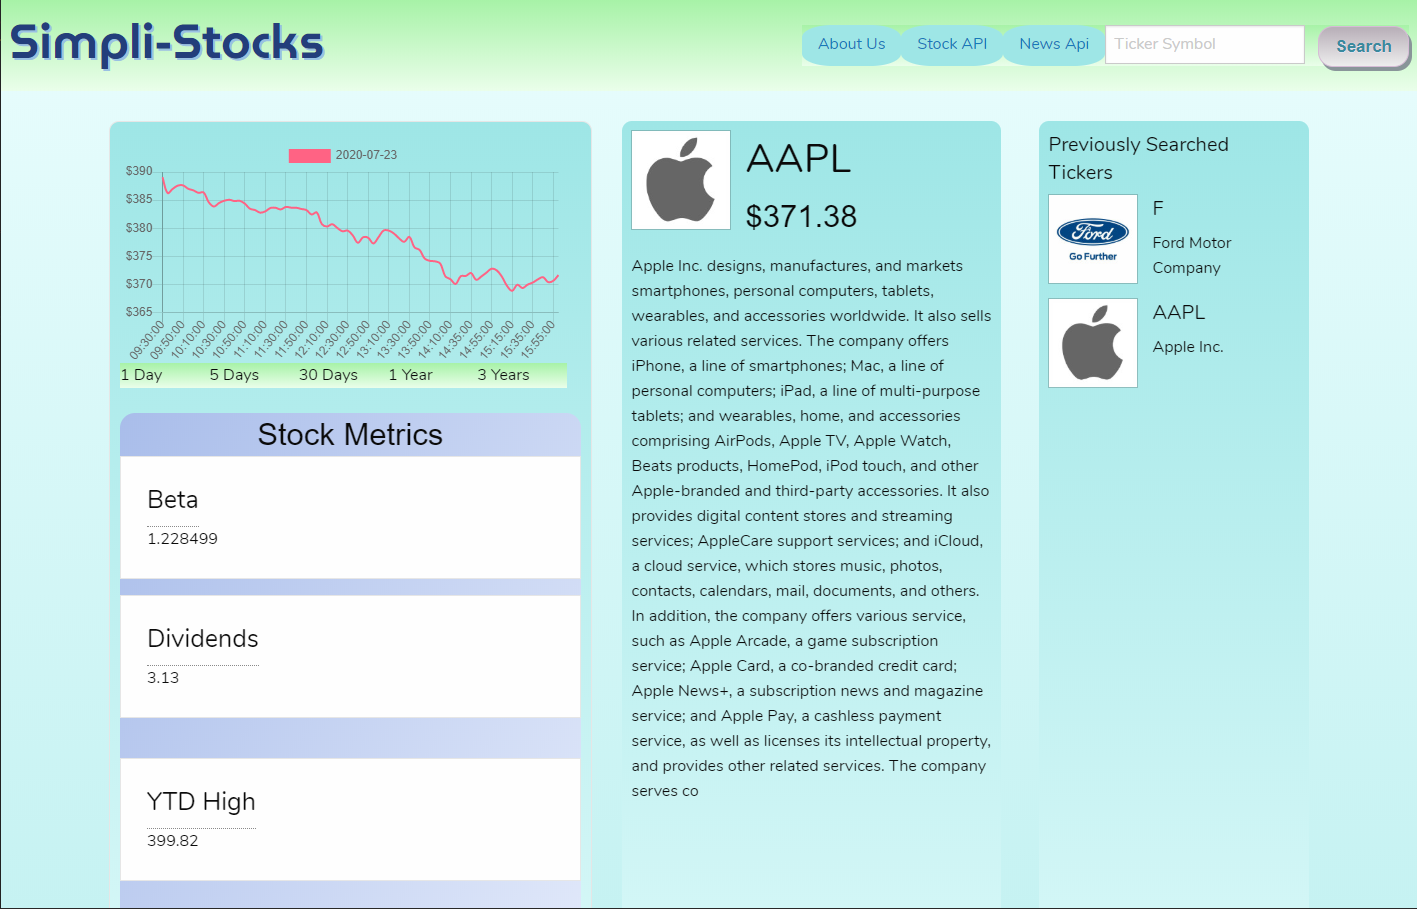 Simpli-Stocks
About Us
Stock API
News Api
Ticker Symbol
Search
2020-07-23
$390
$385
$380
$375
$370
$365
09:30:00
09:50:00
10:10:00
10:30:00
10:50:00
11:10:00
11:30:00
11:50:00
12:10:00
12:30:00
12:50:00
13:10:00
13:30:00
13:50:00
14:10:00
14:35:00
14:55:00
15:15:00
15:35:00
15:55:00
1 Day
5 Days
30 Days
1 Year
3 Years
Stock Metrics
Beta
1.228499
Dividends
3.13
YTD High
399.82
AAPL
$371.38
Apple Inc. designs, manufactures, and markets
smartphones, personal computers, tablets,
wearables, and accessories worldwide. It also sells
various related services. The company offers
iPhone, a line of smartphones; Mac, a line of
personal computers; iPad, a line of multi-purpose
tablets; and wearables, home, and accessories
comprising AirPods, Apple TV, Apple Watch,
Beats products, HomePod, iPod touch, and other
Apple-branded and third-party accessories. It also
provides digital content stores and streaming
services; AppleCare support services; and iCloud,
a cloud service, which stores music, photos,
contacts, calendars, mail, documents, and others.
In addition, the company offers various service,
such as Apple Arcade, a game subscription
service; Apple Card, a co-branded credit card;
Apple News+, a subscription news and magazine
service; and Apple Pay, a cashless payment
service, as well as licenses its intellectual property,
and provides other related services. The company
serves co
Previously Searched
Tickers
Ford
Go Further
F
Ford Motor
Company
AAPL
Apple Inc.